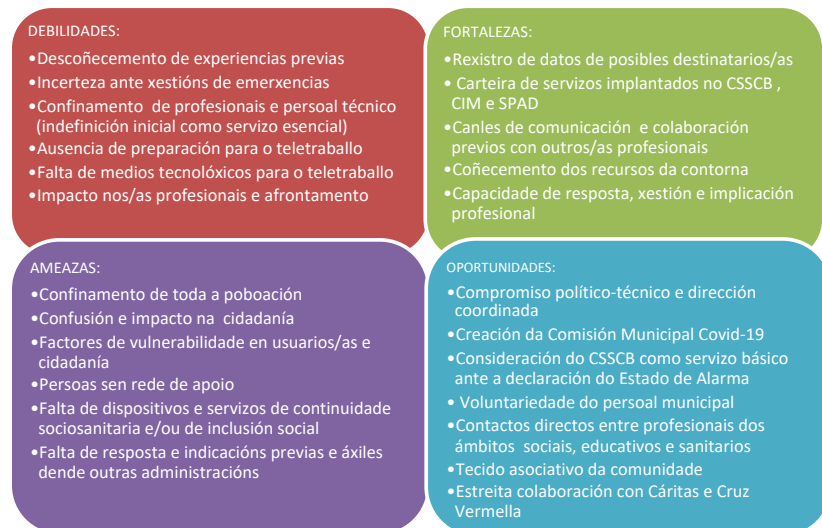 DEBILIDADES:
•Descoñecemento de experiencias previas
•Incerteza ante xestións de emerxencias
•Confinamento de profesionais e persoal técnico
(indefinición inicial como servizo esencial)
•Ausencia de preparación para o teletraballo
•Falta de medios tecnolóxicos para o teletraballo
•Impacto nos/as profesionais e afrontamento
FORTALEZAS:
•Rexistro de datos de posibles destinatarios/as
• Carteira de servizos implantados no CSSCB ,
CIM e SPAD
•Canles de comunicación e colaboración
previos con outros/as profesionais
•Coñecemento dos recursos da contorna
•Capacidade de resposta, xestión e implicación
profesional
AMEAZAS:
•Confinamento de toda a poboación
•Confusión e impacto na cidadanía
•Factores de vulnerabilidade en usuarios/as e
cidadanía
•Persoas sen rede de apoio
•Falta de dispositivos e servizos de continuidade
sociosanitaria e/ou de inclusión social
•Falta de resposta e indicacións previas e áxiles
dende outras administracións
OPORTUNIDADES:
•Compromiso político-técnico e dirección
coordinada
•Creación da Comisión Municipal Covid-19
•Consideración do CSSCB como servizo básico
ante a declaración do Estado de Alarma
• Voluntariedade do persoal municipal
•Contactos directos entre profesionais dos
ámbitos sociais, educativos e sanitarios
•Tecido asociativo da comunidade
•Estreita colaboración con Cáritas e Cruz
Vermella